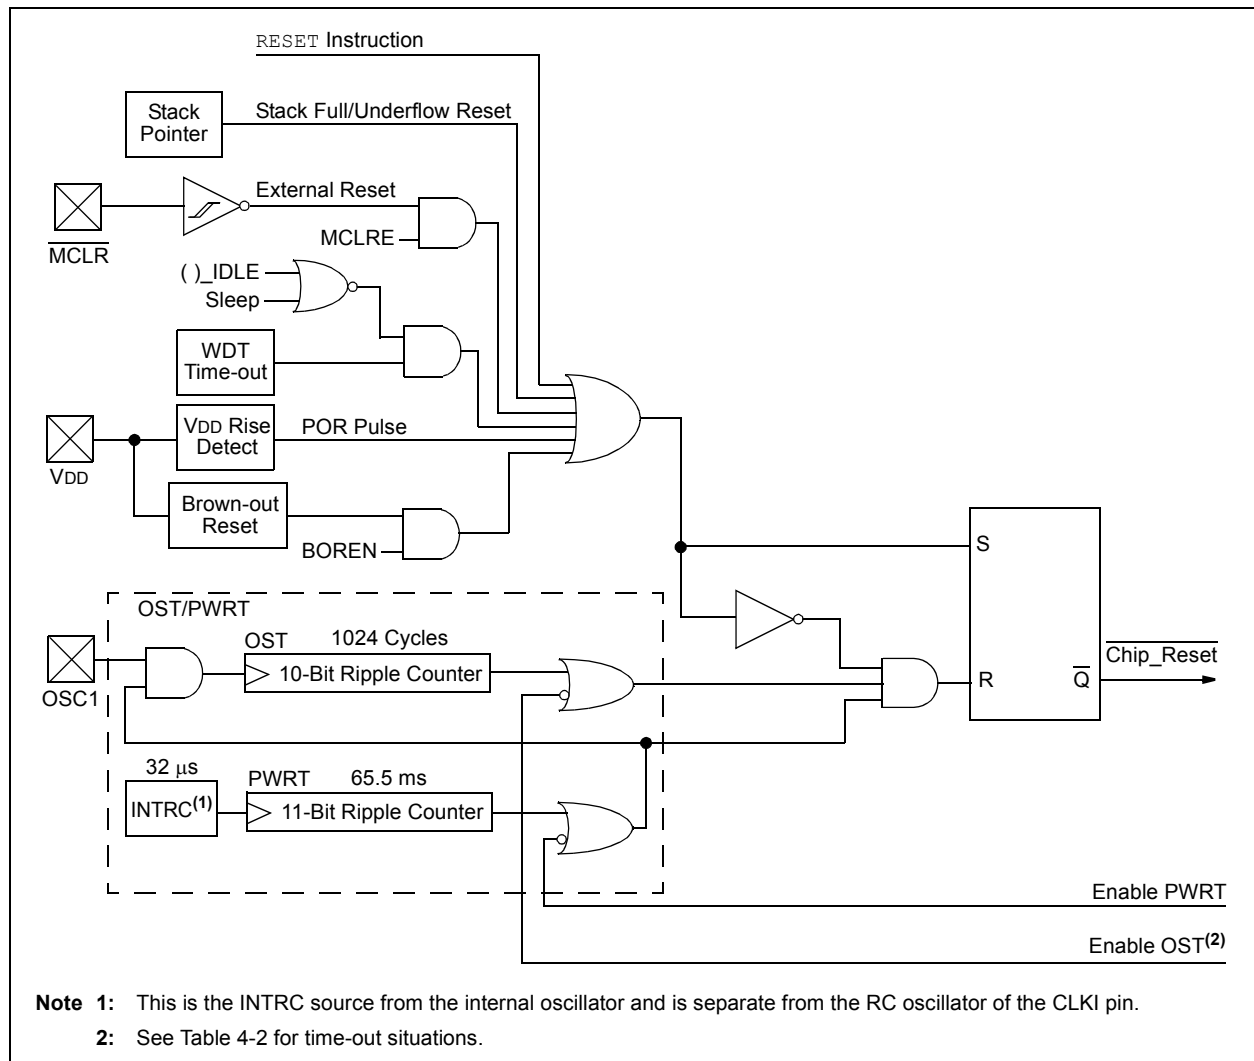 RESET Instruction
Stack
Pointer
Stack Full/Underflow Reset
External Reset
MCLR
MCLRE
( )_IDLE
Sleep
WDT
Time-out
VDD Rise
Detect
POR Pulse
VDD
Brown-out
Reset
BOREN
S
OST/PWRT
OST
1024 Cycles
10-Bit Ripple Counter
OSC1
R
Q
Chip_Reset
32 μs
INTRC(1)
PWRT
65.5 ms
11-Bit Ripple Counter
Enable PWRT
Enable OST(2)
Note 1: This is the INTRC source from the internal oscillator and is separate from the RC oscillator of the CLKI pin.
2: See Table 4-2 for time-out situations.